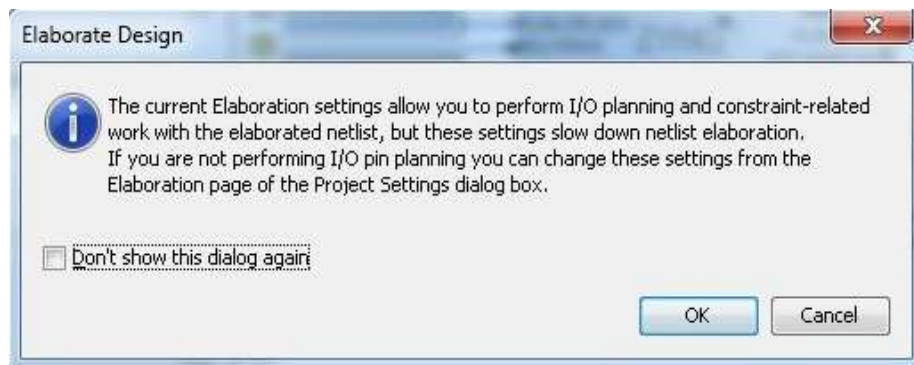 Elaborate Design
The current Elaboration settings allow you to perform I/O planning and constraint-related
work with the elaborated netlist, but these settings slow down netlist elaboration.
If you are not performing I/O pin planning you can change these settings from the
Elaboration page of the Project Settings dialog box.
Don't show this dialog again
OK Cancel